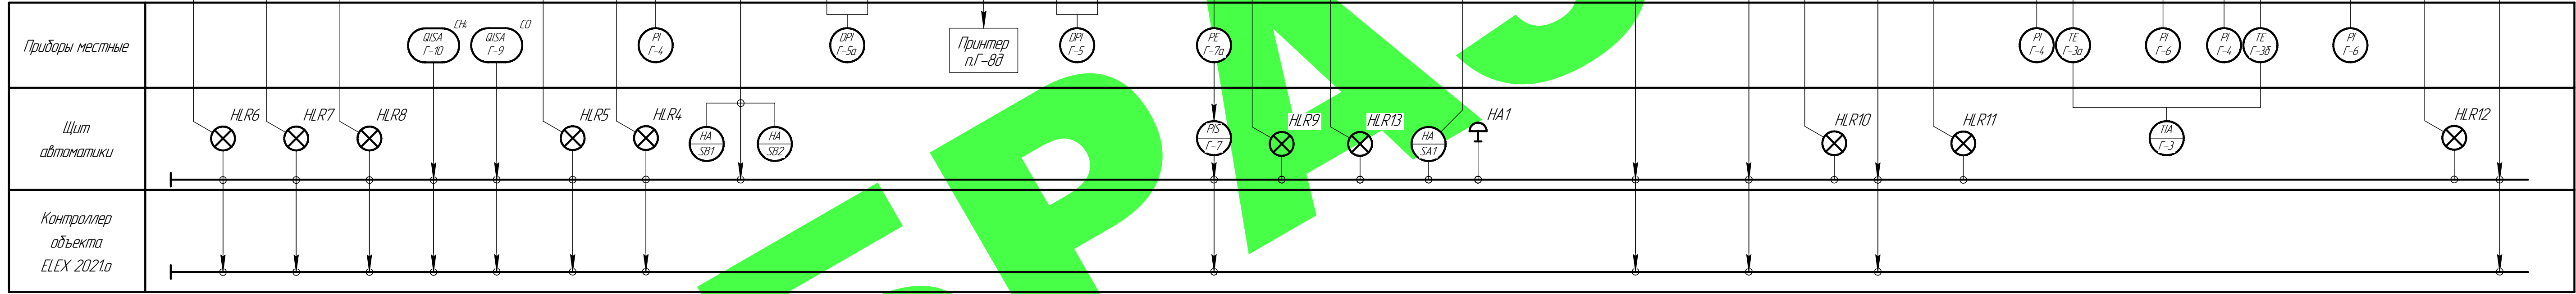 Приборы местные
QISA
Г-10
CH₄
QISA
Г-9
CO
PI
Г-4
DPI
Г-5а
Принтер
п.Г-8д
DPI
Г-5
PE
Г-7а
PI
Г-4
TE
Г-3а
PI
Г-6
PI
Г-4
TE
Г-3б
PI
Г-6
Щит
автоматики
HLR6
HLR7
HLR8
HLR5
HLR4
HA
SB1
HA
SB2
PIS
Г-7
HLR9
HLR13
HA
SA1
HA1
HLR10
HLR11
TIA
Г-3
HLR12
Контроллер
объекта
ELEX 2021.о